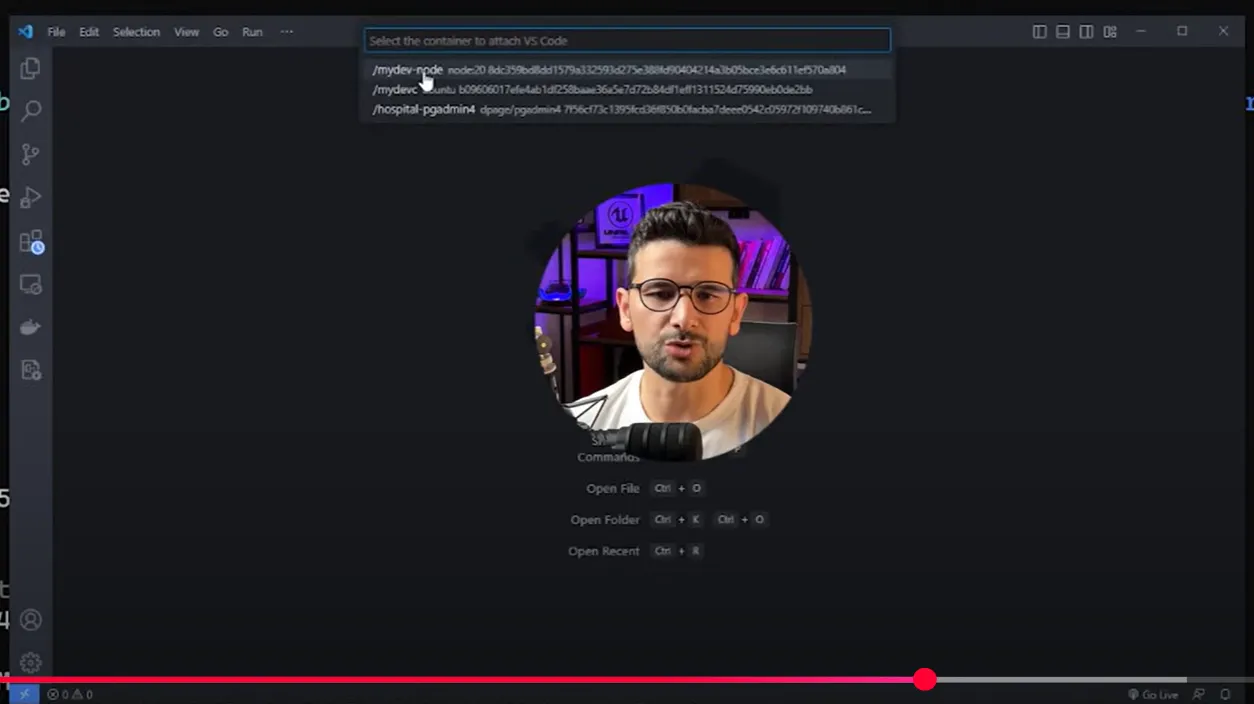 File Edit Selection View Go Run ...
Select the container to attach VS Code
/mydev-node node:20 8dc359bd8dd1579a332593d275e388fd90404214a3b05bce3e6c611ef570a804
/mydevc ubuntu b09606017efe4ab1df258baae36a5e7d72b84df1eff1311524d75990eb0de2bb
/hospital-pgadmin4 dpage/pgadmin4 7f56cf73c1395fcd36f850b0facba7deee0542c05972f109740b861c...
Commands
Open File Ctrl + O
Open Folder Ctrl + K Ctrl + O
Open Recent Ctrl + R
0 0
Go Live